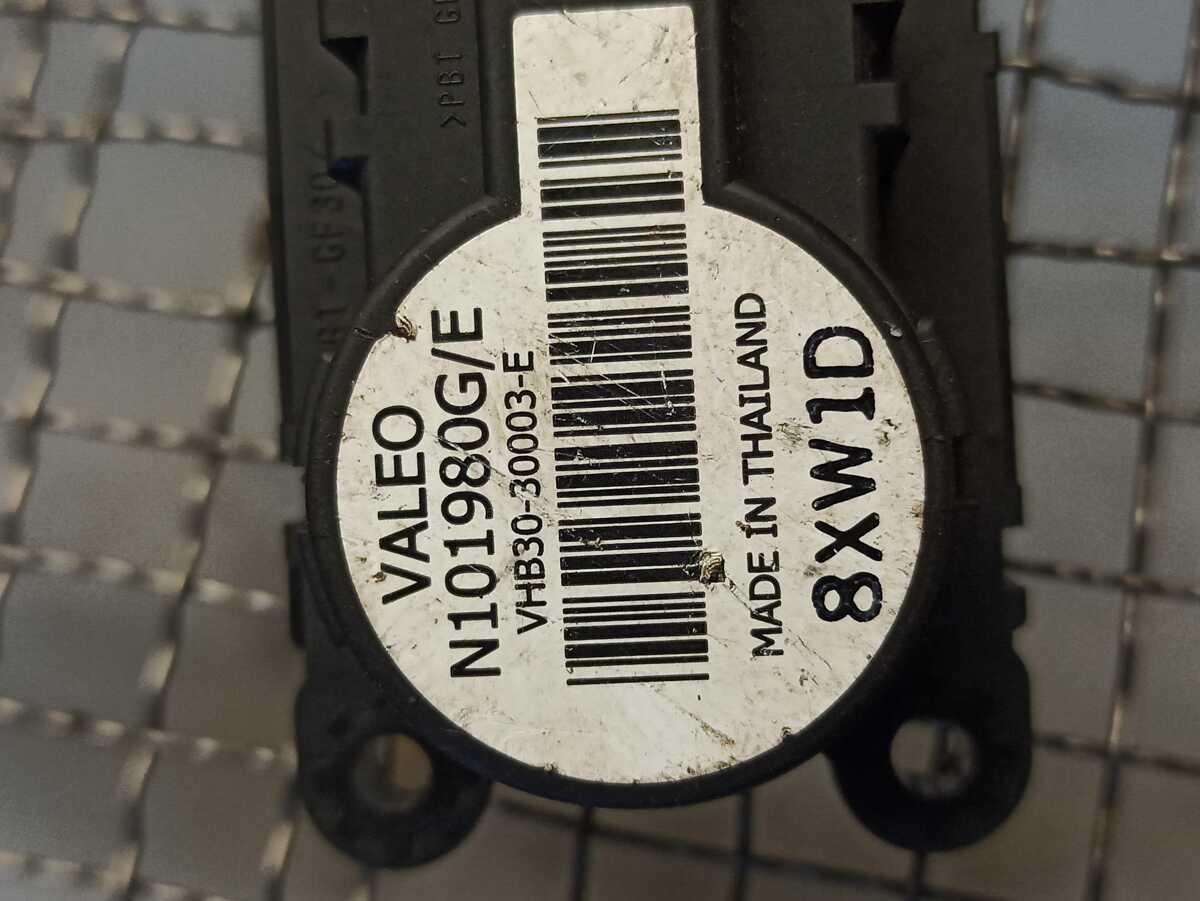 VALEO
N101980G/E
VHB30-30003-E
MADE IN THAILAND
8XW1D